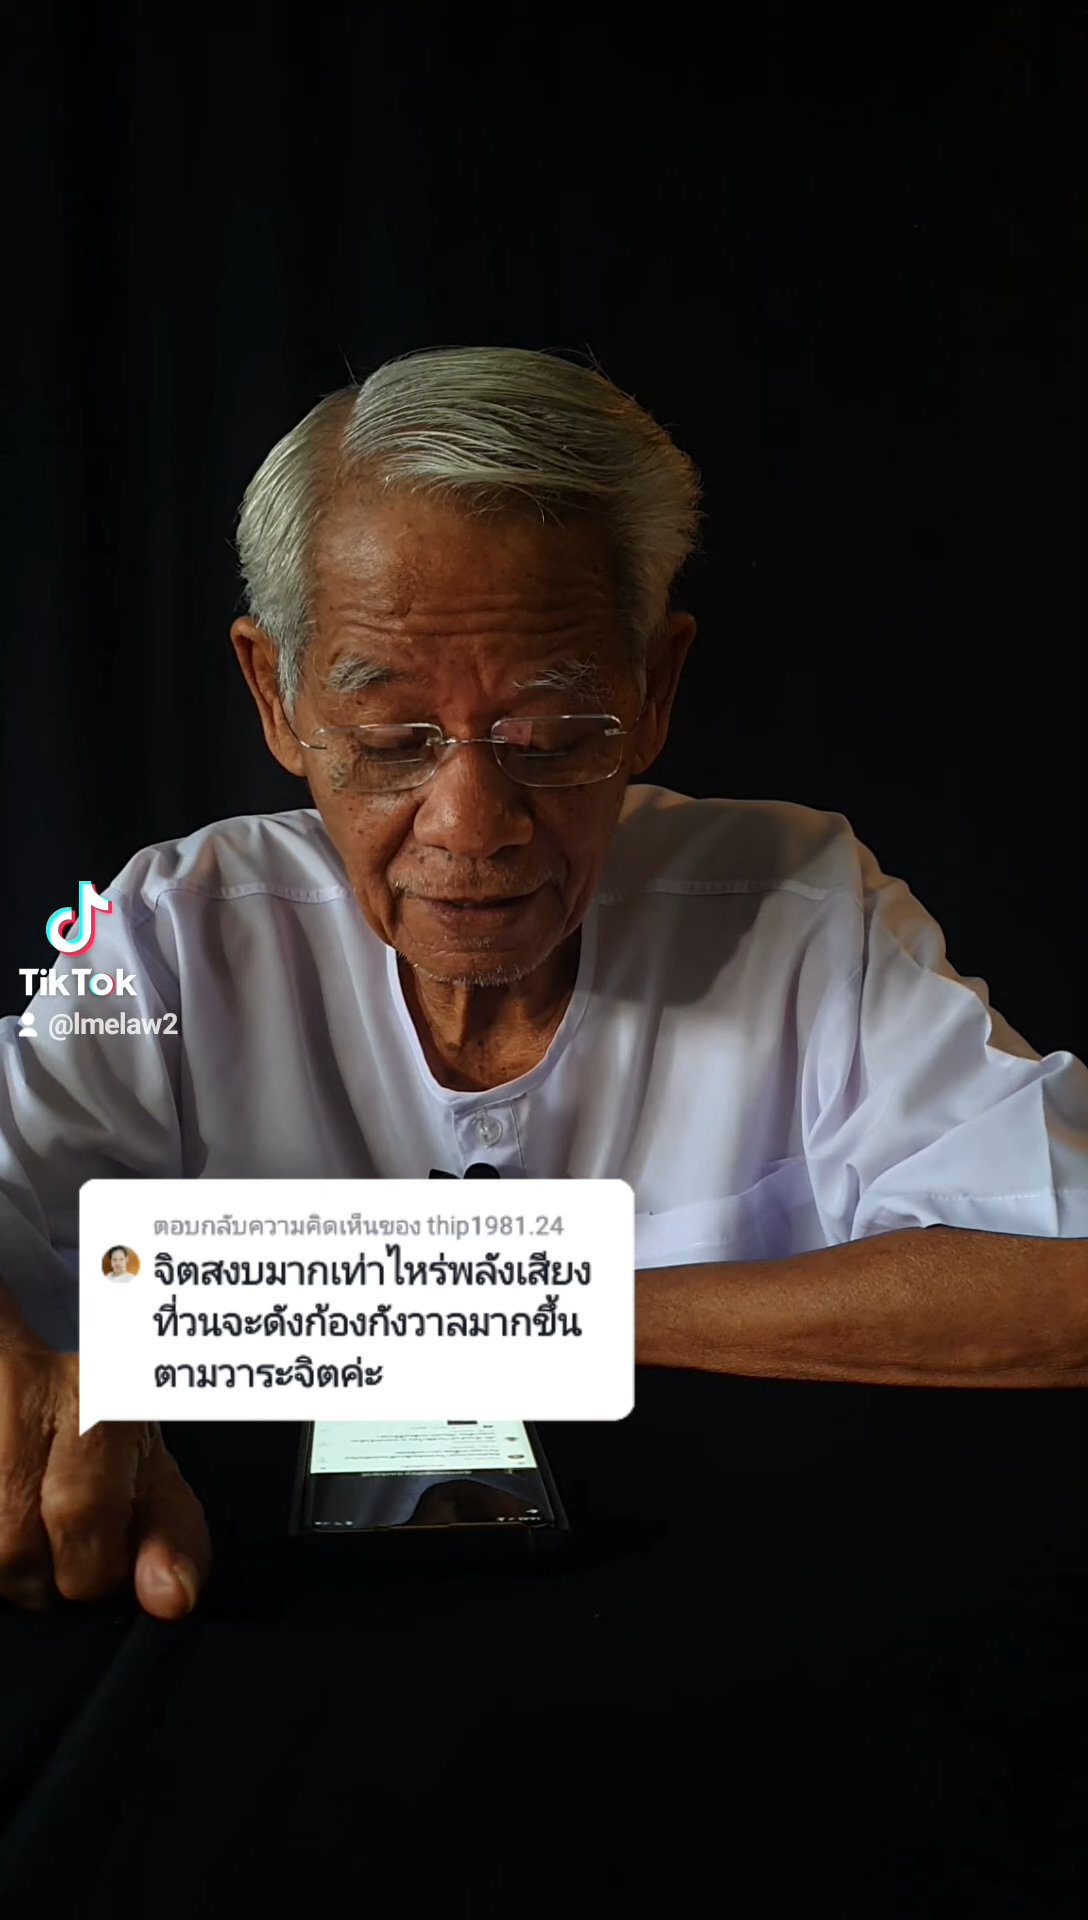 TikTok
@lmelaw2
ตอบกลับความคิดเห็นของ thip1981.24
จิตสงบมากเท่าไหร่พลังเสียง
ที่วนจะดังก้องกังวาลมากขึ้น
ตามวาระจิตค่ะ